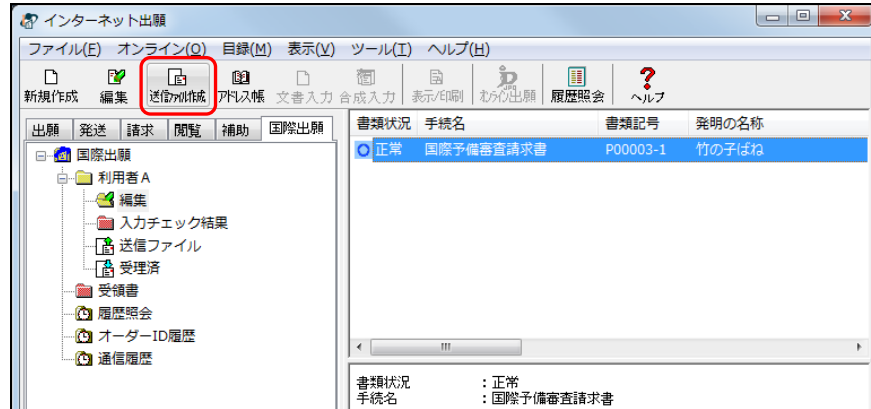 インターネット出願
ファイル(F) オンライン(O) 目録(M) 表示(V) ツール(T) ヘルプ(H)
新規作成 編集 送信ファイル作成 アドレス帳 文書入力 合成入力 表示/印刷 オンライン出願 履歴照会 ヘルプ
出願 発送 請求 閲覧 補助 国際出願
国際出願
利用者A
編集
入力チェック結果
送信ファイル
受理済
受領書
履歴照会
オーダーID履歴
通信履歴
書類状況 手続名 書類記号 発明の名称
正常 国際予備審査請求書 P00003-1 竹の子ばね
書類状況 :正常
手続名 :国際予備審査請求書